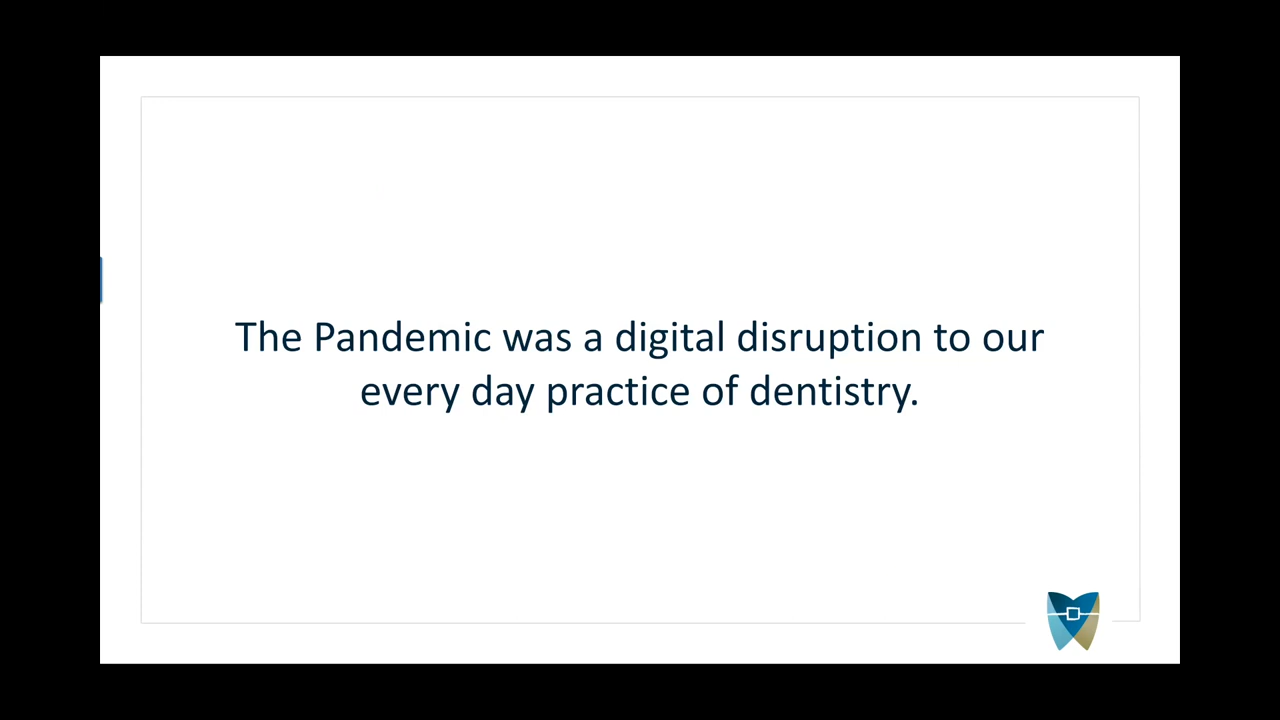 The Pandemic was a digital disruption to our
every day practice of dentistry.